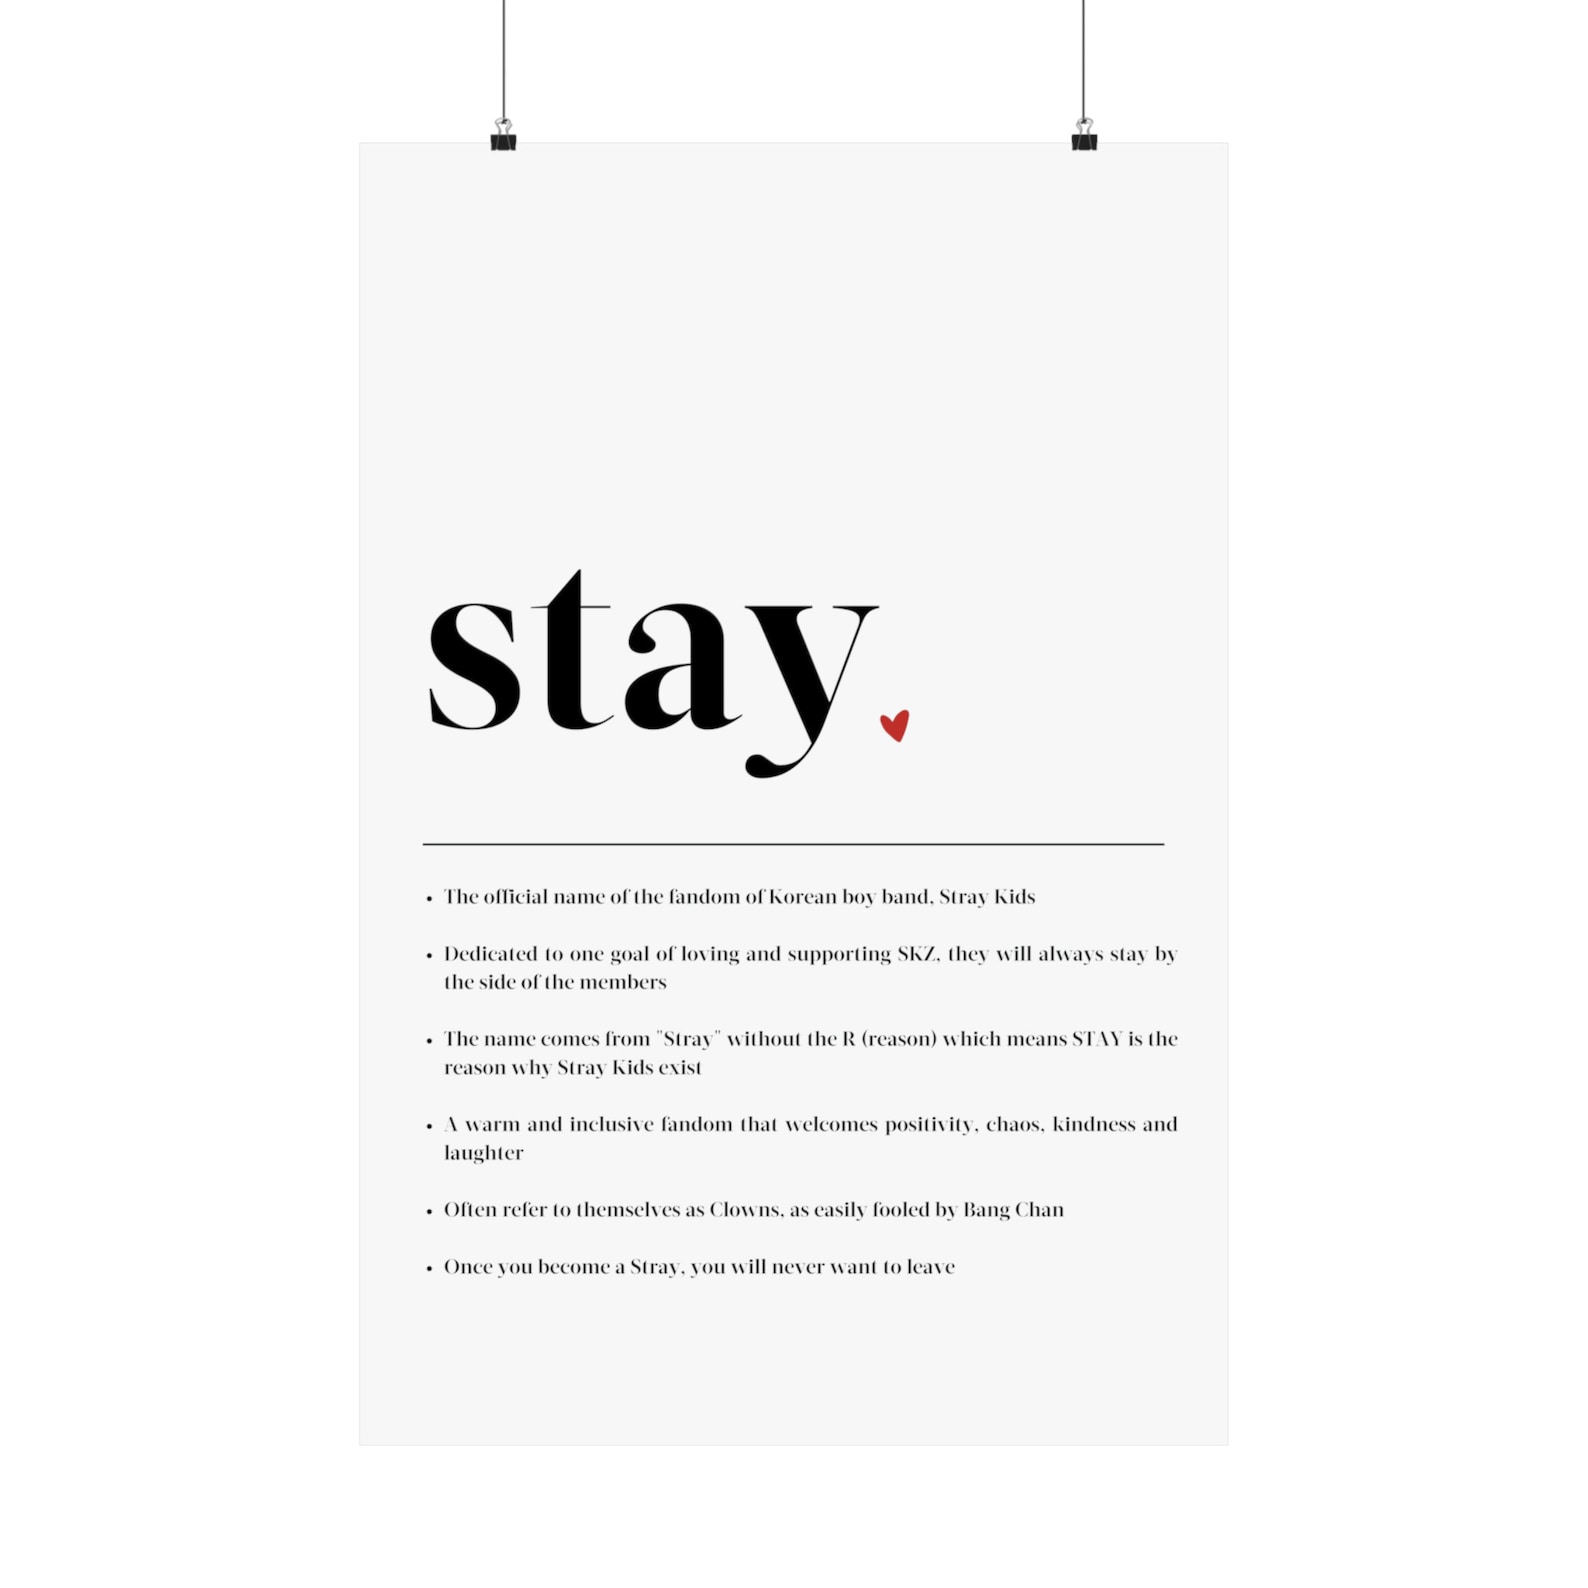 stay
• The official name of the fandom of Korean boy band, Stray Kids
• Dedicated to one goal of loving and supporting SKZ, they will always stay by
the side of the members
• The name comes from "Stray" without the R (reason) which means STAY is the
reason why Stray Kids exist
• A warm and inclusive fandom that welcomes positivity, chaos, kindness and
laughter
• Often refer to themselves as Clowns, as easily fooled by Bang Chan
• Once you become a Stray, you will never want to leave